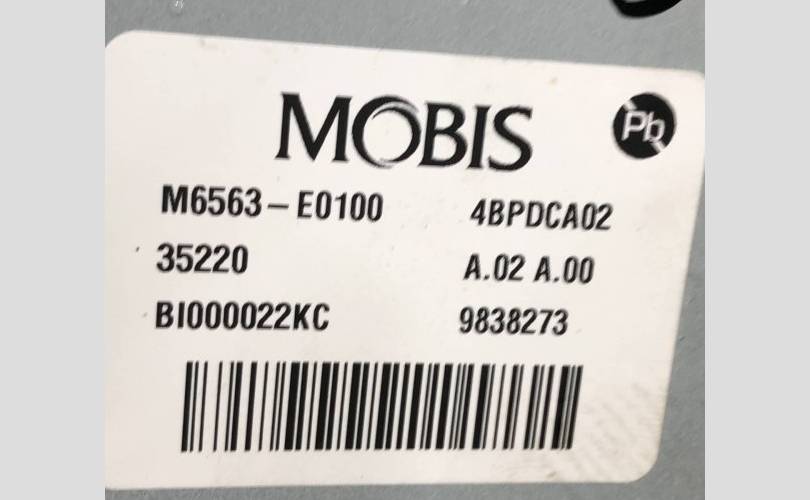 MOBIS
Pb
M6563-E0100 4BPDCA02
35220 A.02 A.00
BI000022KC 9838273